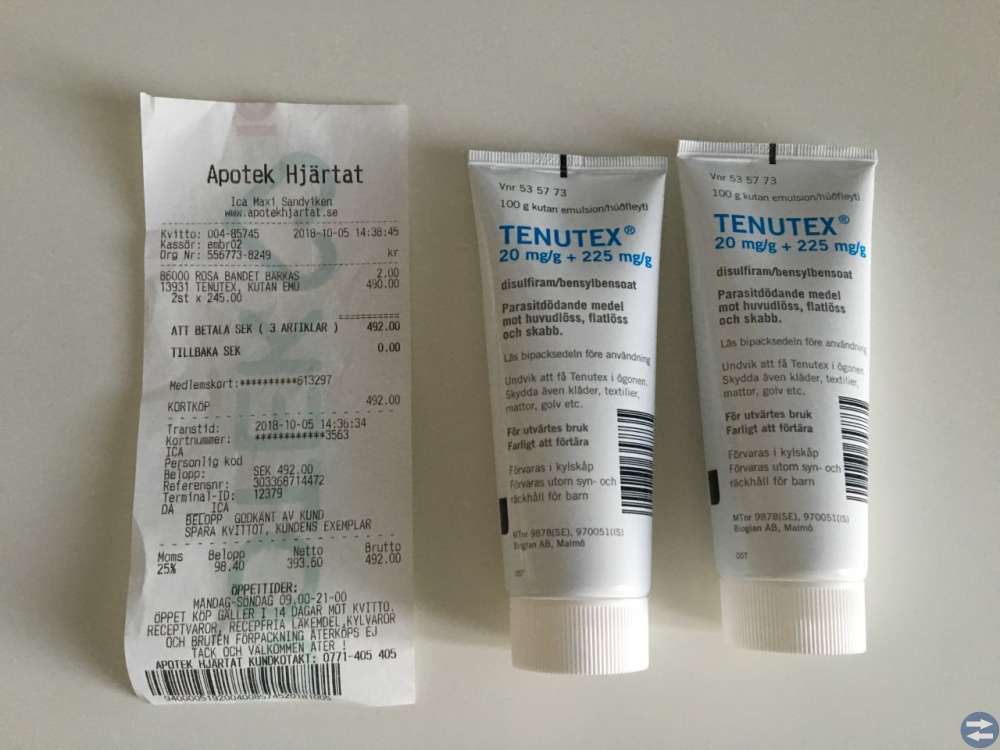 Apotek Hjärtat
Ica Maxi Sandviken
www.apotekhjartat.se
Kvitto: 004-85745 2018-10-05 14:38:45
Kassör: embr02
Org Nr: 556773-8249 kr
86000 ROSA BANDET BÄRKAS 2.00
13931 TENUTEX, KUTAN EMU 490.00
2st x 245.00
ATT BETALA SEK ( 3 ARTIKLAR ) 492.00
TILLBAKA SEK 0.00
Medlemskort:**********613297
KORTKÖP 492.00
Transtid: 2018-10-05 14:36:34
Kortnummer: ************3563
ICA
Personlig kod
Belopp: SEK 492.00
Referensnr: 303368714472
Terminal-ID: 12379
DA ICA
BELOPP GODKÄNT AV KUND
SPARA KVITTOT, KUNDENS EXEMPLAR
Moms Belopp Netto Brutto
25% 98.40 393.60 492.00
ÖPPETTIDER:
MÅNDAG-SÖNDAG 09.00-21-00
ÖPPET KÖP GÄLLER I 14 DAGAR MOT KVITTO.
RECEPTVAROR, RECEPFRIA LÄKEMDEL,KYLVAROR
OCH BRUTEN FÖRPACKNING ÅTERKÖPS EJ
TACK OCH VÄLKOMMEN ÅTER !
APOTEK HJÄRTAT KUNDKOTAKT: 0771-405 405
Vnr 53 57 73
100 g kutan emulsion/húðfleyti
TENUTEX®
20 mg/g + 225 mg/g
disulfiram/bensylbensoat
Parasitdödande medel
mot huvudlöss, flatlöss
och skabb.
Läs bipacksedeln före användning
Undvik att få Tenutex i ögonen.
Skydda även kläder, textilier,
mattor, golv etc.
För utvärtes bruk
Farligt att förtära
Förvaras i kylskåp
Förvaras utom syn- och
räckhåll för barn
MTnr 9878(SE), 970051(IS)
Bioglan AB, Malmö
05T
Vnr 53 57 73
100 g kutan emulsion/húðfleyti
TENUTEX®
20 mg/g + 225 mg/g
disulfiram/bensylbensoat
Parasitdödande medel
mot huvudlöss, flatlöss
och skabb.
Läs bipacksedeln före användning
Undvik att få Tenutex i ögonen.
Skydda även kläder, textilier,
mattor, golv etc.
För utvärtes bruk
Farligt att förtära
Förvaras i kylskåp
Förvaras utom syn- och
räckhåll för barn
MTnr 9878(SE), 970051(IS)
Bioglan AB, Malmö
05T